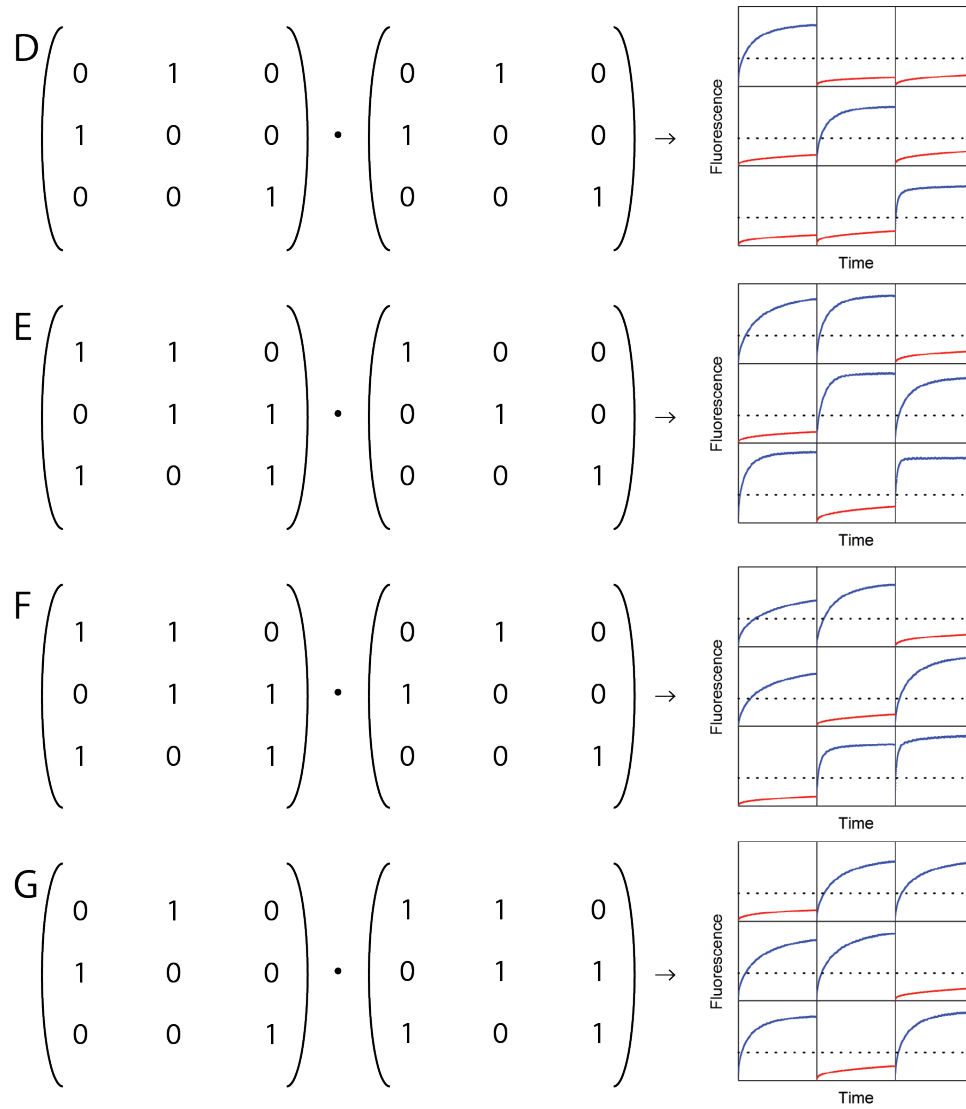 D
0 1 0 0 1 0
1 0 0 • 1 0 0 →
0 0 1 0 0 1
Fluorescence
Time
E
1 1 0 1 0 0
0 1 1 • 0 1 0 →
1 0 1 0 0 1
Fluorescence
Time
F
1 1 0 0 1 0
0 1 1 • 1 0 0 →
1 0 1 0 0 1
Fluorescence
Time
G
0 1 0 1 1 0
1 0 0 • 0 1 1 →
0 0 1 1 0 1
Fluorescence
Time